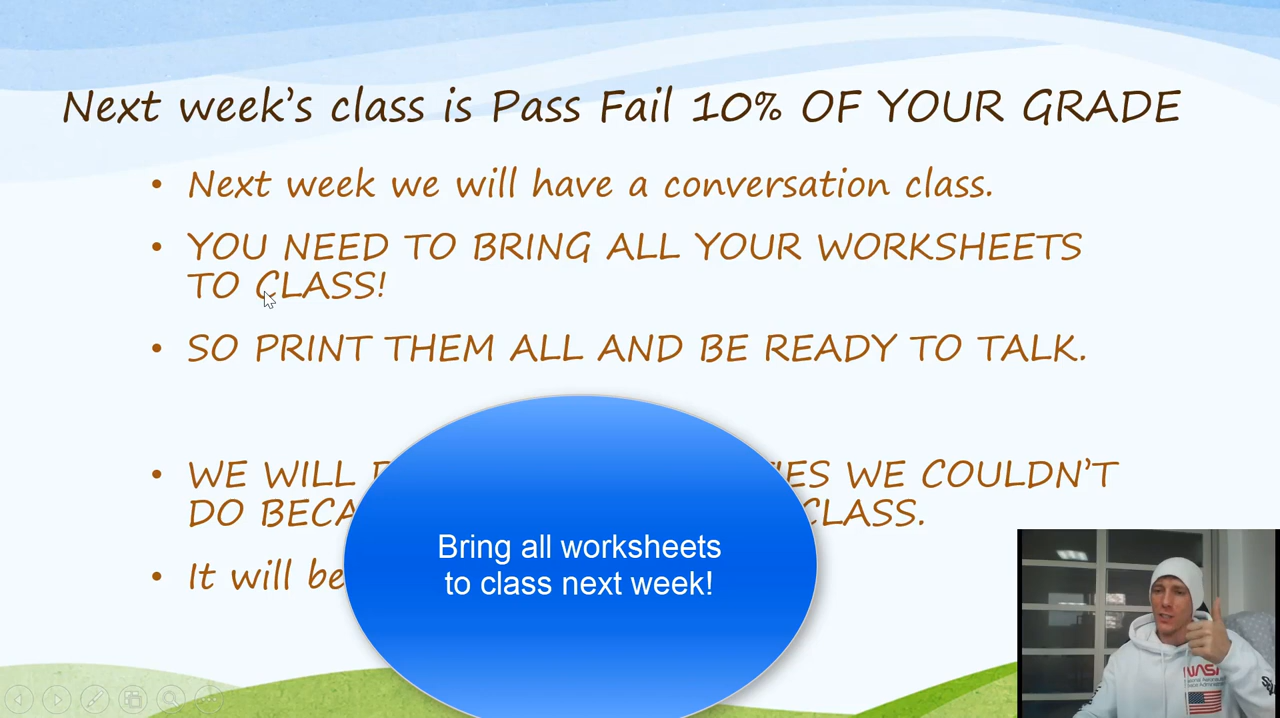 Next week's class is Pass Fail 10% OF YOUR GRADE
• Next week we will have a conversation class.
• YOU NEED TO BRING ALL YOUR WORKSHEETS
TO CLASS!
• SO PRINT THEM ALL AND BE READY TO TALK.
• WE WILL WE COULDN'T
DO CLASS.
• It will be
Bring all worksheets
to class next week!
NASA